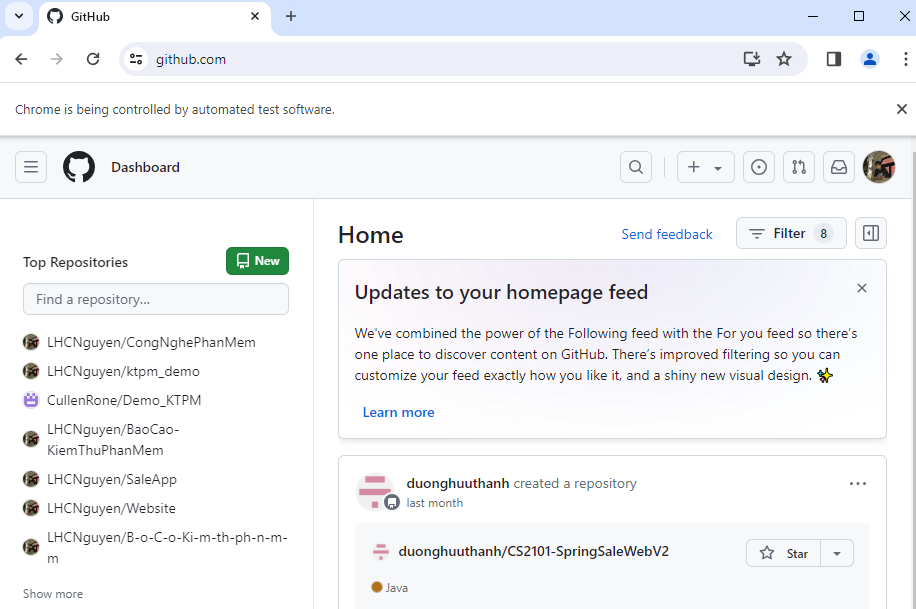 GitHub
github.com
Chrome is being controlled by automated test software.
Dashboard
Top Repositories
New
Find a repository...
LHCNguyen/CongNghePhanMem
LHCNguyen/ktpm_demo
CullenRone/Demo_KTPM
LHCNguyen/BaoCao-
KiemThuPhanMem
LHCNguyen/SaleApp
LHCNguyen/Website
LHCNguyen/B-o-C-o-Ki-m-th-ph-n-m-
m
Show more
Home
Send feedback
Filter 8
Updates to your homepage feed
We've combined the power of the Following feed with the For you feed so there's
one place to discover content on GitHub. There's improved filtering so you can
customize your feed exactly how you like it, and a shiny new visual design. ✨
Learn more
duonghuuthanh created a repository
last month
duonghuuthanh/CS2101-SpringSaleWebV2
Star
Java